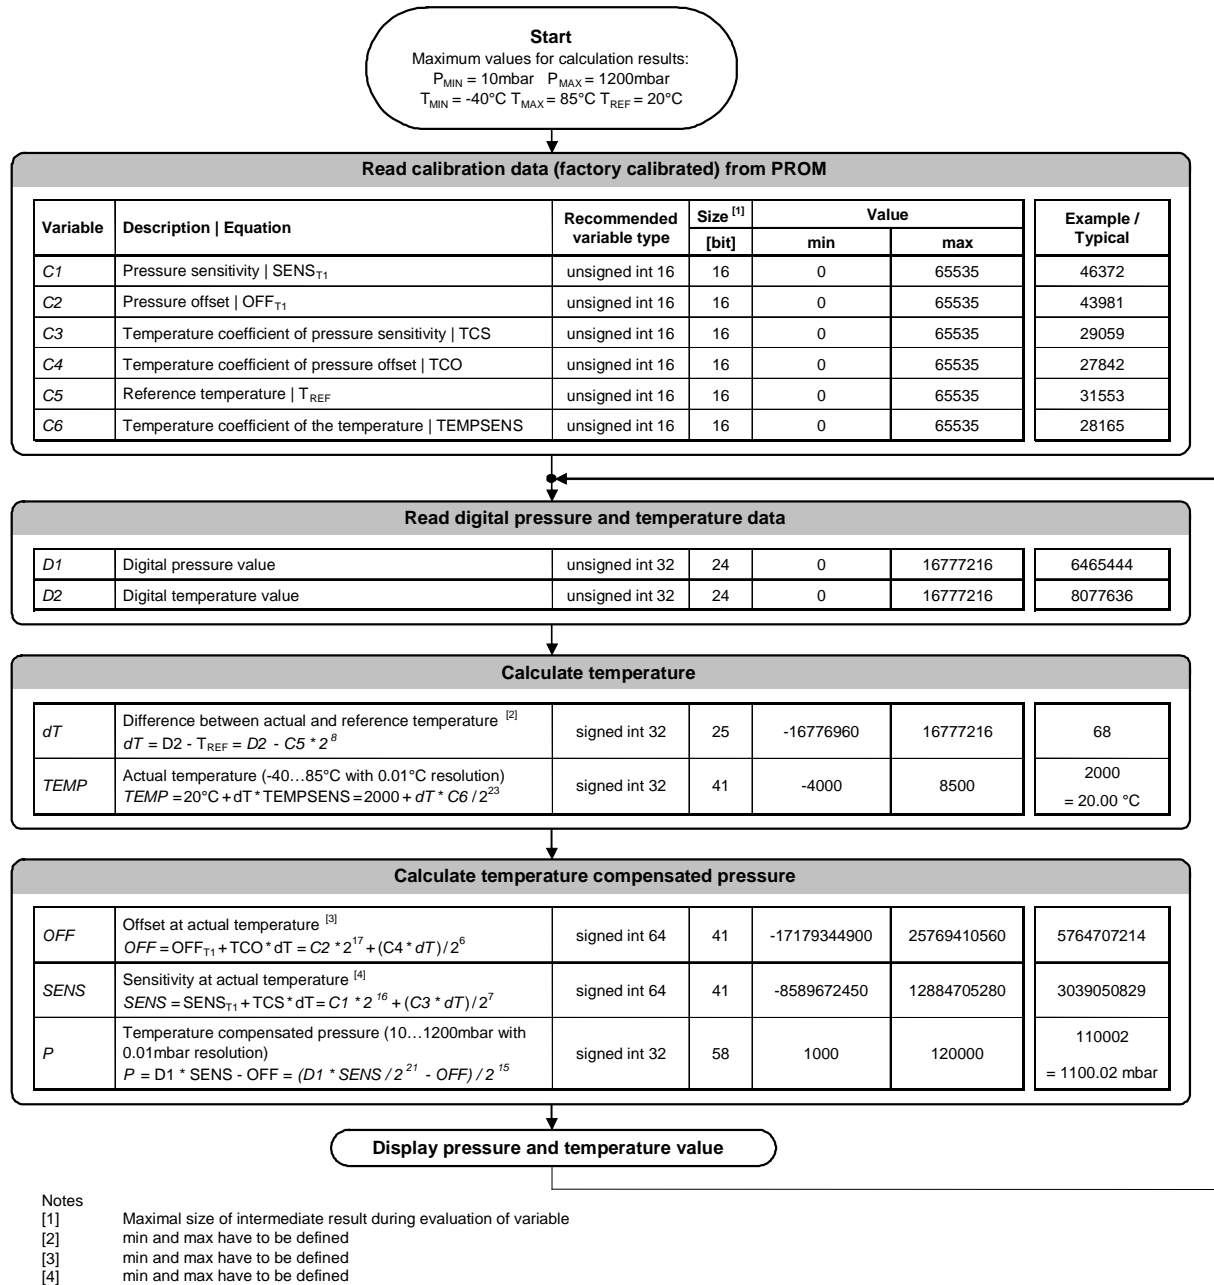 Start
Maximum values for calculation results:
P_MIN = 10mbar P_MAX = 1200mbar
T_MIN = -40°C T_MAX = 85°C T_REF = 20°C
Read calibration data (factory calibrated) from PROM
Variable Description | Equation Recommended variable type Size [1] [bit] Value min max Example / Typical
C1 Pressure sensitivity | SENS_T1 unsigned int 16 16 0 65535 46372
C2 Pressure offset | OFF_T1 unsigned int 16 16 0 65535 43981
C3 Temperature coefficient of pressure sensitivity | TCS unsigned int 16 16 0 65535 29059
C4 Temperature coefficient of pressure offset | TCO unsigned int 16 16 0 65535 27842
C5 Reference temperature | T_REF unsigned int 16 16 0 65535 31553
C6 Temperature coefficient of the temperature | TEMPSENS unsigned int 16 16 0 65535 28165
Read digital pressure and temperature data
D1 Digital pressure value unsigned int 32 24 0 16777216 6465444
D2 Digital temperature value unsigned int 32 24 0 16777216 8077636
Calculate temperature
Difference between actual and reference temperature [2]
dT signed int 32 25 -16776960 16777216 68
dT = D2 - T_REF = D2 - C5 * 2^8
Actual temperature (-40…85°C with 0.01°C resolution) 2000
TEMP signed int 32 41 -4000 8500
TEMP = 20°C + dT * TEMPSENS = 2000 + dT * C6 / 2^23 = 20.00 °C
Calculate temperature compensated pressure
Offset at actual temperature [3]
OFF signed int 64 41 -17179344900 25769410560 5764707214
OFF = OFF_T1 + TCO * dT = C2 * 2^17 + (C4 * dT) / 2^6
Sensitivity at actual temperature [4]
SENS signed int 64 41 -8589672450 12884705280 3039050829
SENS = SENS_T1 + TCS * dT = C1 * 2^16 + (C3 * dT) / 2^7
Temperature compensated pressure (10…1200mbar with 110002
0.01mbar resolution)
P signed int 32 58 1000 120000
P = D1 * SENS - OFF = (D1 * SENS / 2^21 - OFF) / 2^15 = 1100.02 mbar
Display pressure and temperature value
Notes
[1] Maximal size of intermediate result during evaluation of variable
[2] min and max have to be defined
[3] min and max have to be defined
[4] min and max have to be defined